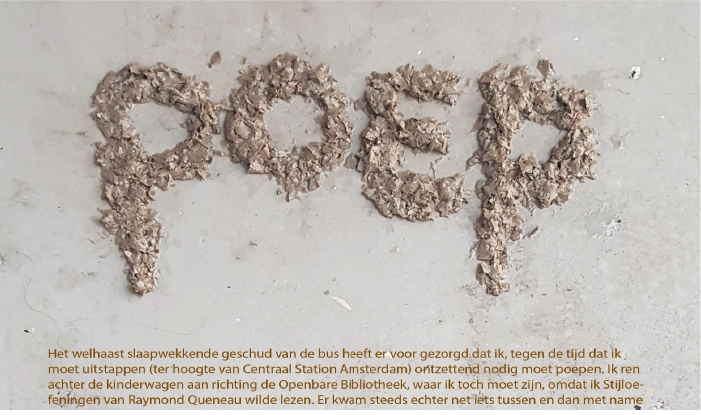 POEP
Het welhaast slaapwekkende geschud van de bus heeft er voor gezorgd dat ik, tegen de tijd dat ik
moet uitstappen (ter hoogte van Centraal Station Amsterdam) ontzettend nodig moet poepen. Ik ren
achter de kinderwagen aan richting de Openbare Bibliotheek, waar ik toch moet zijn, omdat ik Stijloe-
feningen van Raymond Queneau wilde lezen. Er kwam steeds echter net iets tussen en dan met name